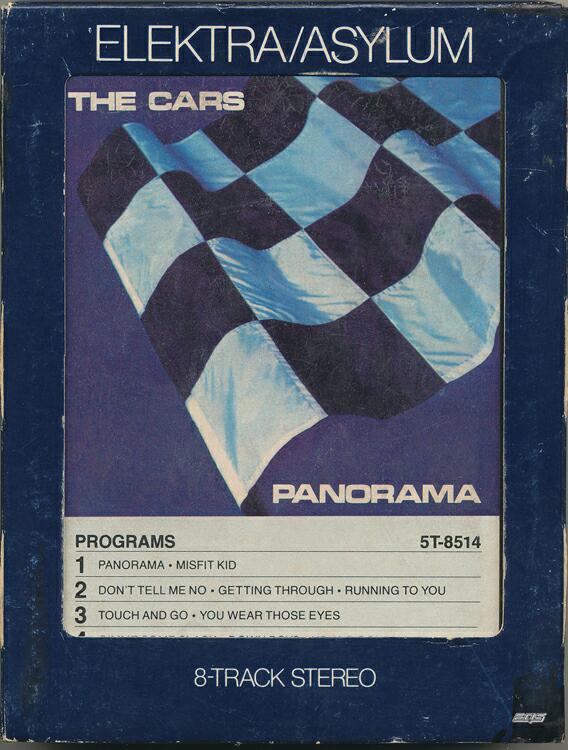 ELEKTRA/ASYLUM
THE CARS
PANORAMA
PROGRAMS 5T-8514
1 PANORAMA • MISFIT KID
2 DON'T TELL ME NO • GETTING THROUGH • RUNNING TO YOU
3 TOUCH AND GO • YOU WEAR THOSE EYES
8-TRACK STEREO